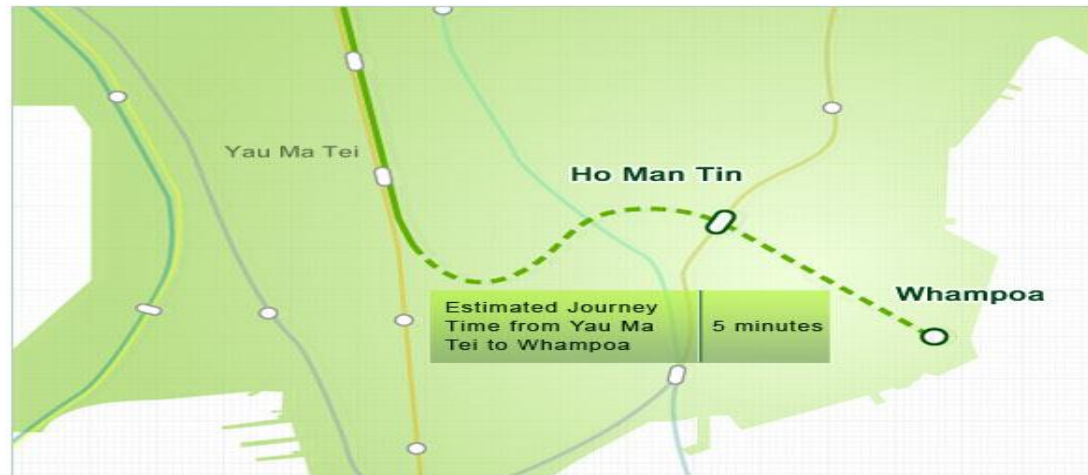 Yau Ma Tei
Ho Man Tin
Whampoa
Estimated Journey
Time from Yau Ma
Tei to Whampoa
5 minutes